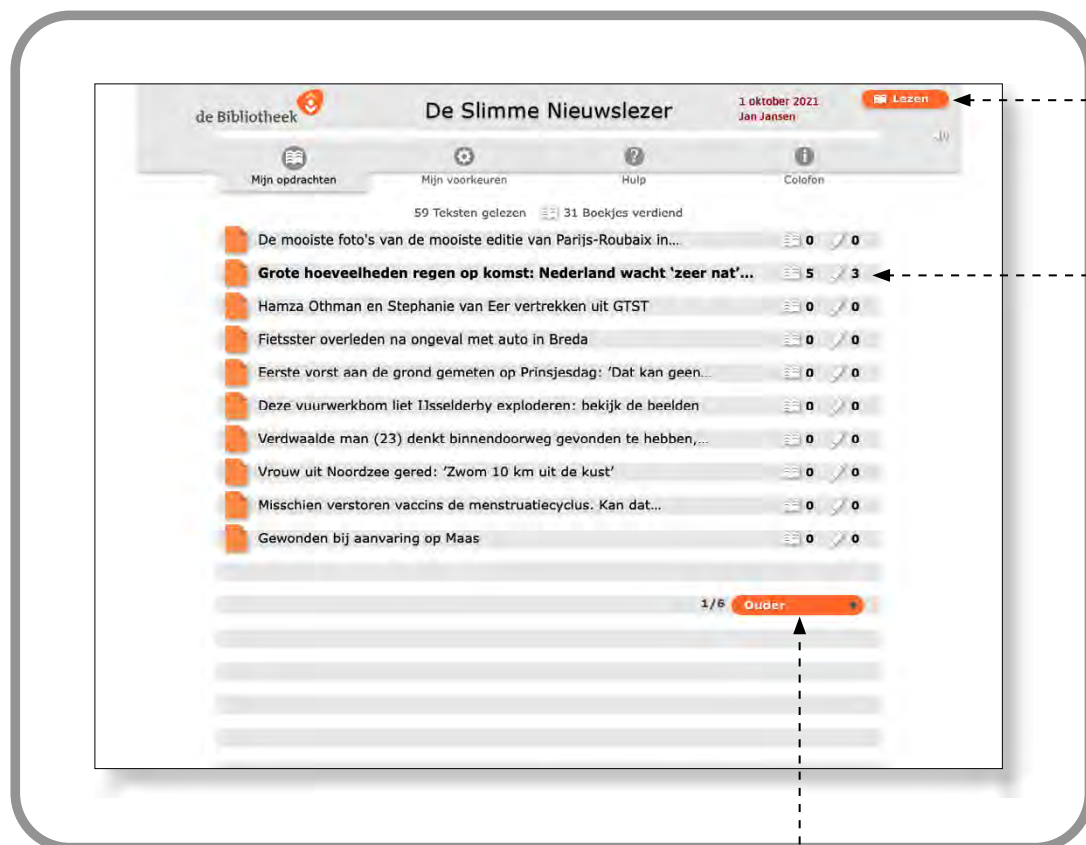 de Bibliotheek
De Slimme Nieuwslezer
1 oktober 2021
Jan Jansen
Lezen
Mijn opdrachten
Mijn voorkeuren
Hulp
Colofon
59 Teksten gelezen 31 Boekjes verdiend
De mooiste foto's van de mooiste editie van Parijs-Roubaix in... 0 0
Grote hoeveelheden regen op komst: Nederland wacht ‘zeer nat’... 5 3
Hamza Othman en Stephanie van Eer vertrekken uit GTST 0 0
Fietsster overleden na ongeval met auto in Breda 0 0
Eerste vorst aan de grond gemeten op Prinsjesdag: ‘Dat kan geen... 0 0
Deze vuurwerkbom liet IJsselderby exploderen: bekijk de beelden 0 0
Verdwaalde man (23) denkt binnendoorweg gevonden te hebben,... 0 0
Vrouw uit Noordzee gered: ‘Zwom 10 km uit de kust’ 0 0
Misschien verstoren vaccins de menstruatiecyclus. Kan dat... 0 0
Gewonden bij aanvaring op Maas 0 0
1/6 Ouder